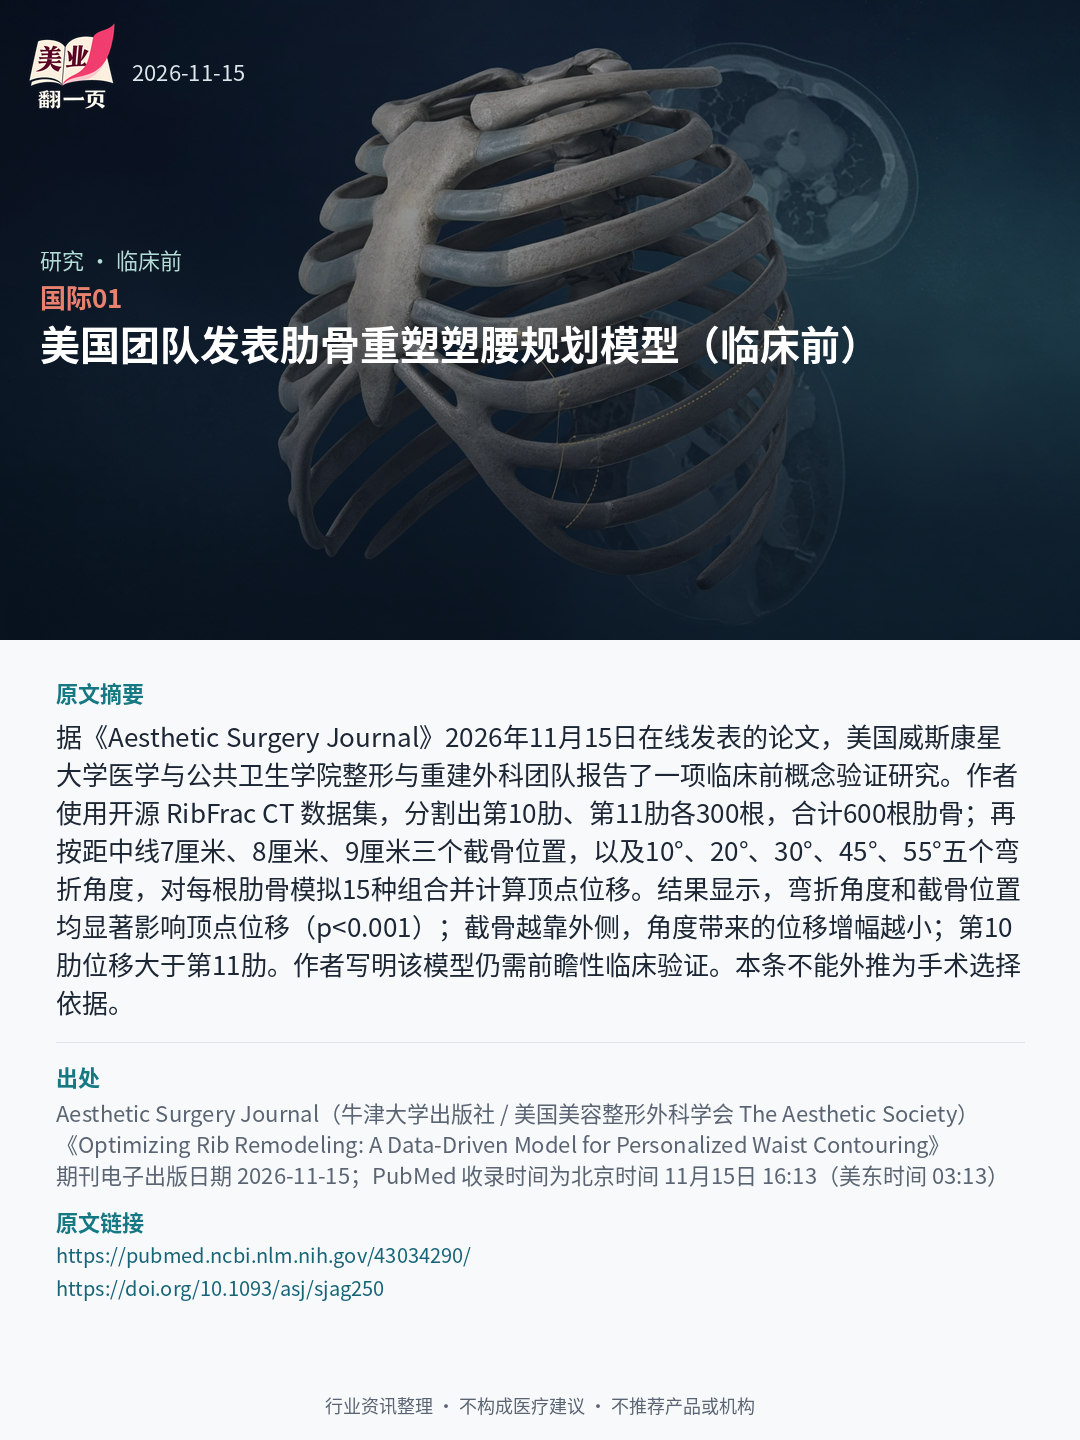 美业
翻一页
2026-11-15
研究 · 临床前
国际01
美国团队发表肋骨重塑塑腰规划模型（临床前）
原文摘要
据《Aesthetic Surgery Journal》2026年11月15日在线发表的论文，美国威斯康星
大学医学与公共卫生学院整形与重建外科团队报告了一项临床前概念验证研究。作者
使用开源 RibFrac CT 数据集，分割出第10肋、第11肋各300根，合计600根肋骨；再
按距中线7厘米、8厘米、9厘米三个截骨位置，以及10°、20°、30°、45°、55°五个弯
折角度，对每根肋骨模拟15种组合并计算顶点位移。结果显示，弯折角度和截骨位置
均显著影响顶点位移（p<0.001）；截骨越靠外侧，角度带来的位移增幅越小；第10
肋位移大于第11肋。作者写明该模型仍需前瞻性临床验证。本条不能外推为手术选择
依据。
出处
Aesthetic Surgery Journal（牛津大学出版社 / 美国美容整形外科学会 The Aesthetic Society）
《Optimizing Rib Remodeling: A Data-Driven Model for Personalized Waist Contouring》
期刊电子出版日期 2026-11-15；PubMed 收录时间为北京时间 11月15日 16:13（美东时间 03:13）
原文链接
https://pubmed.ncbi.nlm.nih.gov/43034290/
https://doi.org/10.1093/asj/sjag250
行业资讯整理 · 不构成医疗建议 · 不推荐产品或机构